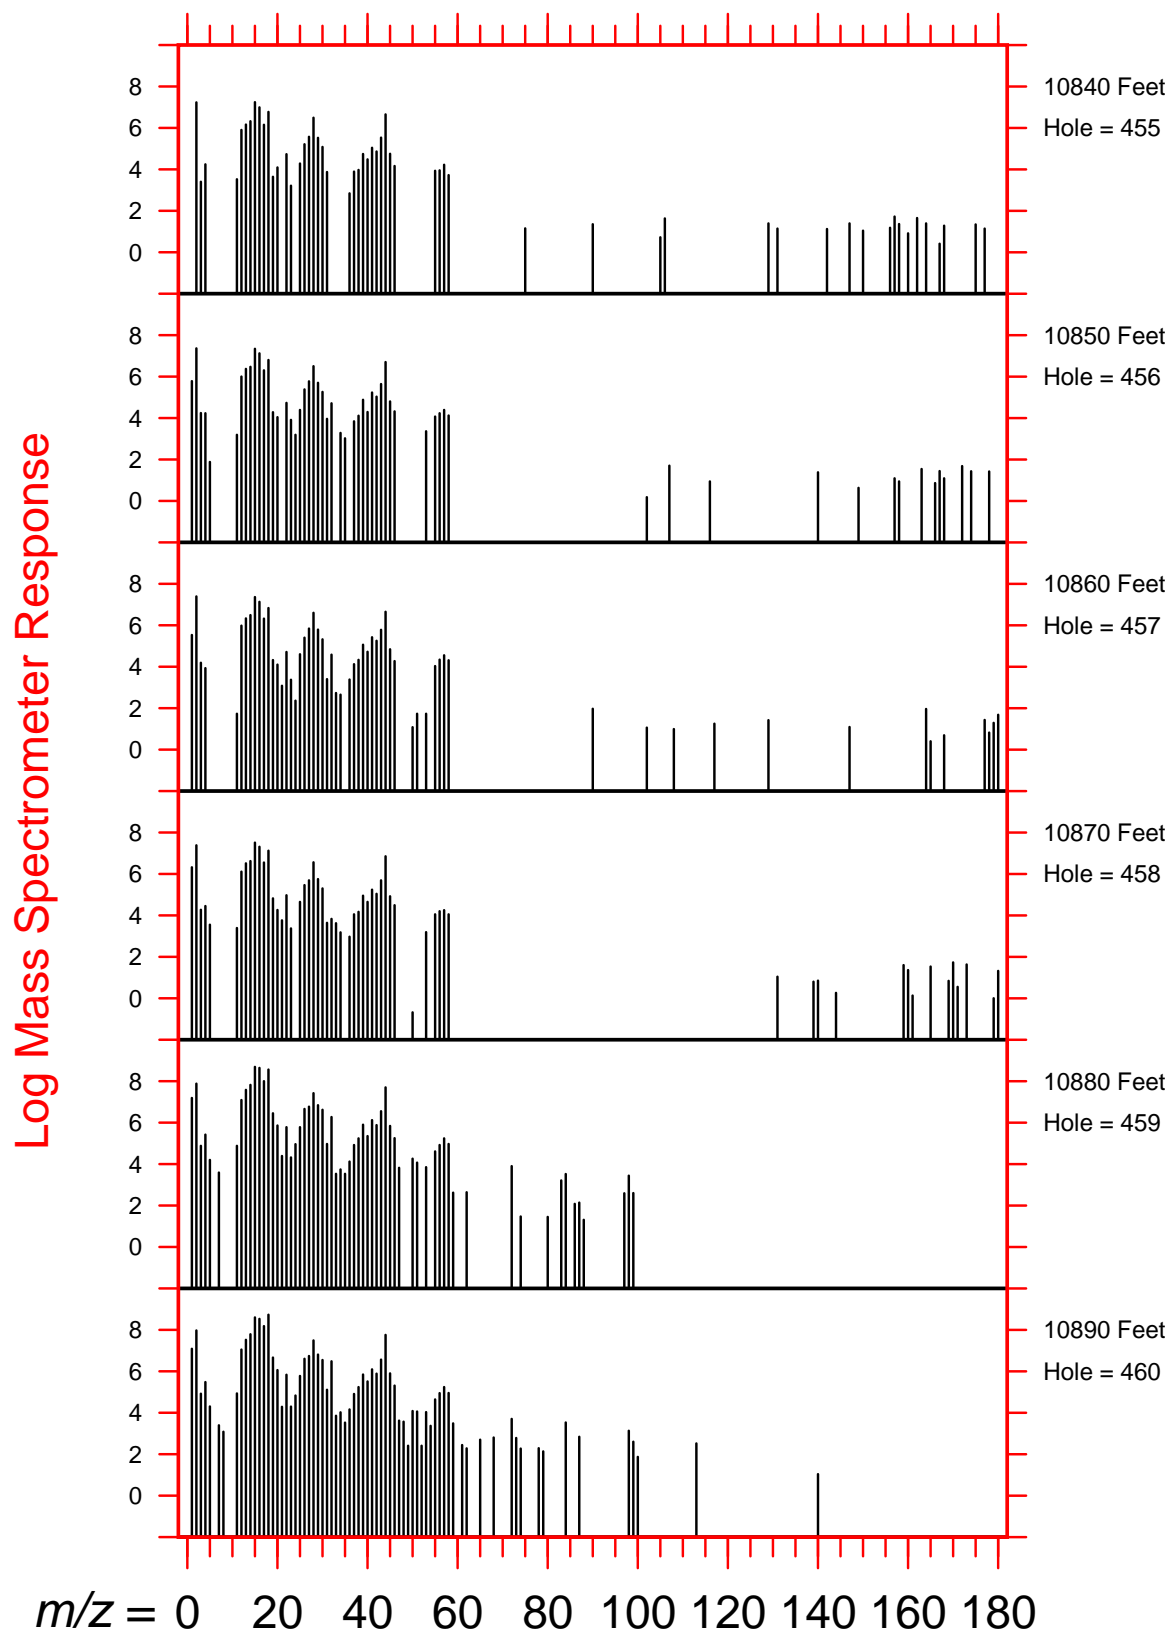 8
6
4
2
0
10840 Feet
Hole = 455
8
6
4
2
0
10850 Feet
Hole = 456
8
6
4
2
0
10860 Feet
Hole = 457
8
6
4
2
0
10870 Feet
Hole = 458
8
6
4
2
0
10880 Feet
Hole = 459
8
6
4
2
0
10890 Feet
Hole = 460
Log Mass Spectrometer Response
m/z = 0 20 40 60 80 100 120 140 160 180